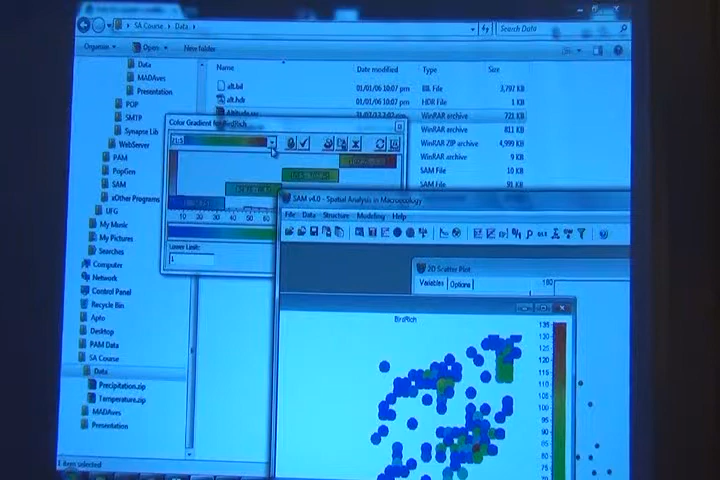 SA Course
Data
Search Data
Organize
Open
New folder
Name
Date modified
Type
Size
Data
MADAves
Presentation
POP
SMTP
Synapse Lib
WebServer
PAM
PopGen
SAM
xOther Programs
UFG
My Music
My Pictures
Searches
Computer
Network
Control Panel
Recycle Bin
Apto
Desktop
PAM Data
SA Course
Data
Precipitation.zip
Temperature.zip
MADAves
Presentation
1 item selected
alt.bil
01/01/06 10:07 pm
BIL File
3,797 KB
alt.hdr
01/01/06 10:07 pm
HDR File
1 KB
WinRAR archive
721 KB
WinRAR archive
811 KB
WinRAR ZIP archive
4,999 KB
WinRAR archive
9 KB
SAM File
10 KB
SAM File
91 KB
Color Gradient for BirdRich
10 20 30 40 50 60
Lower Limit:
1
SAM v4.0 - Spatial Analysis in Macroecology
File Data Structure Modeling Help
2D Scatter Plot
Variables
Options
180
BirdRich
135
130
125
120
115
110
105
100
95
90
85
80
75
70